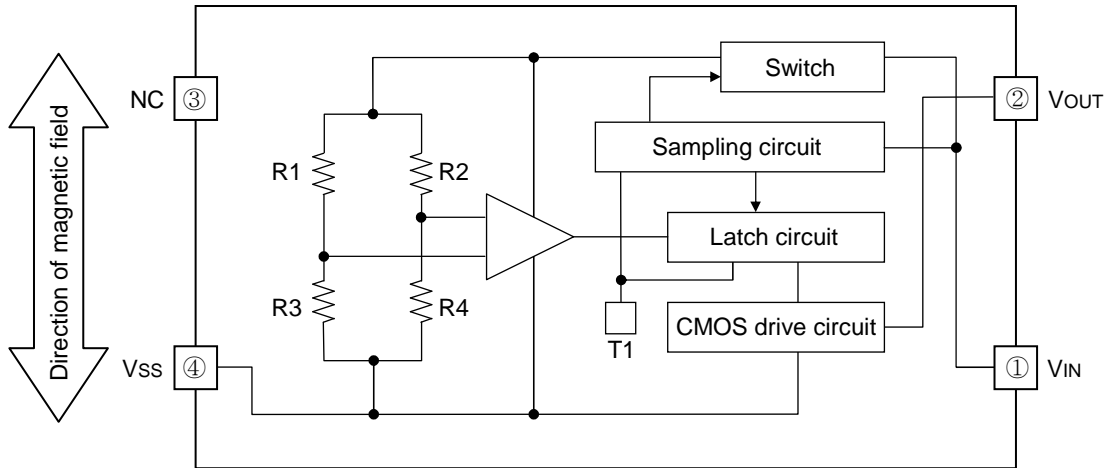 Direction of magnetic field
NC ③
Vss ④
R1
R2
R3
R4
Switch
Sampling circuit
Latch circuit
CMOS drive circuit
T1
② VOUT
① VIN